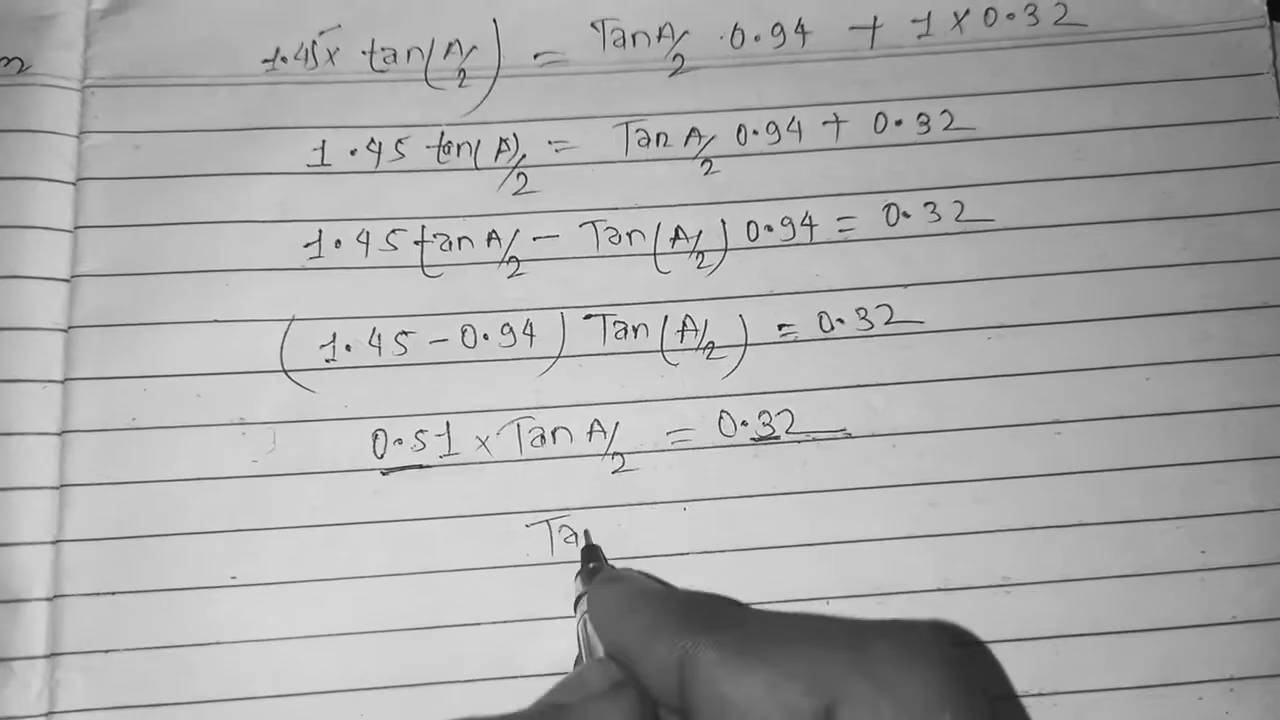 1.45 x tan(A/2) = TanA/2 .0.94 + 1 x 0.32
1.45 tan(A)/2 = Tan A/2 0.94 + 0.32
1.45 tan A/2 - Tan(A/2) 0.94 = 0.32
(1.45 - 0.94) Tan(A/2) = 0.32
0.51 x Tan A/2 = 0.32
Ta